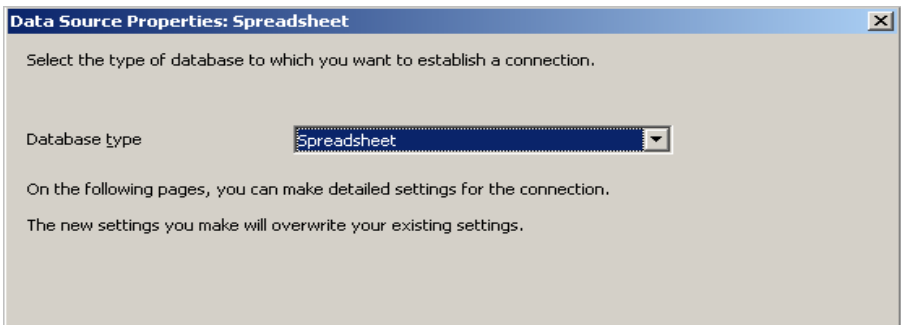 Data Source Properties: Spreadsheet
Select the type of database to which you want to establish a connection.
Database type
Spreadsheet
On the following pages, you can make detailed settings for the connection.
The new settings you make will overwrite your existing settings.